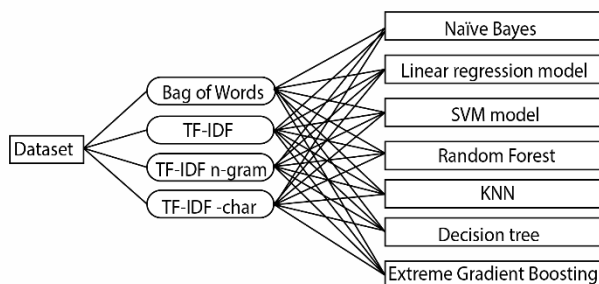 Dataset
Bag of Words
TF-IDF
TF-IDF n-gram
TF-IDF -char
Naïve Bayes
Linear regression model
SVM model
Random Forest
KNN
Decision tree
Extreme Gradient Boosting